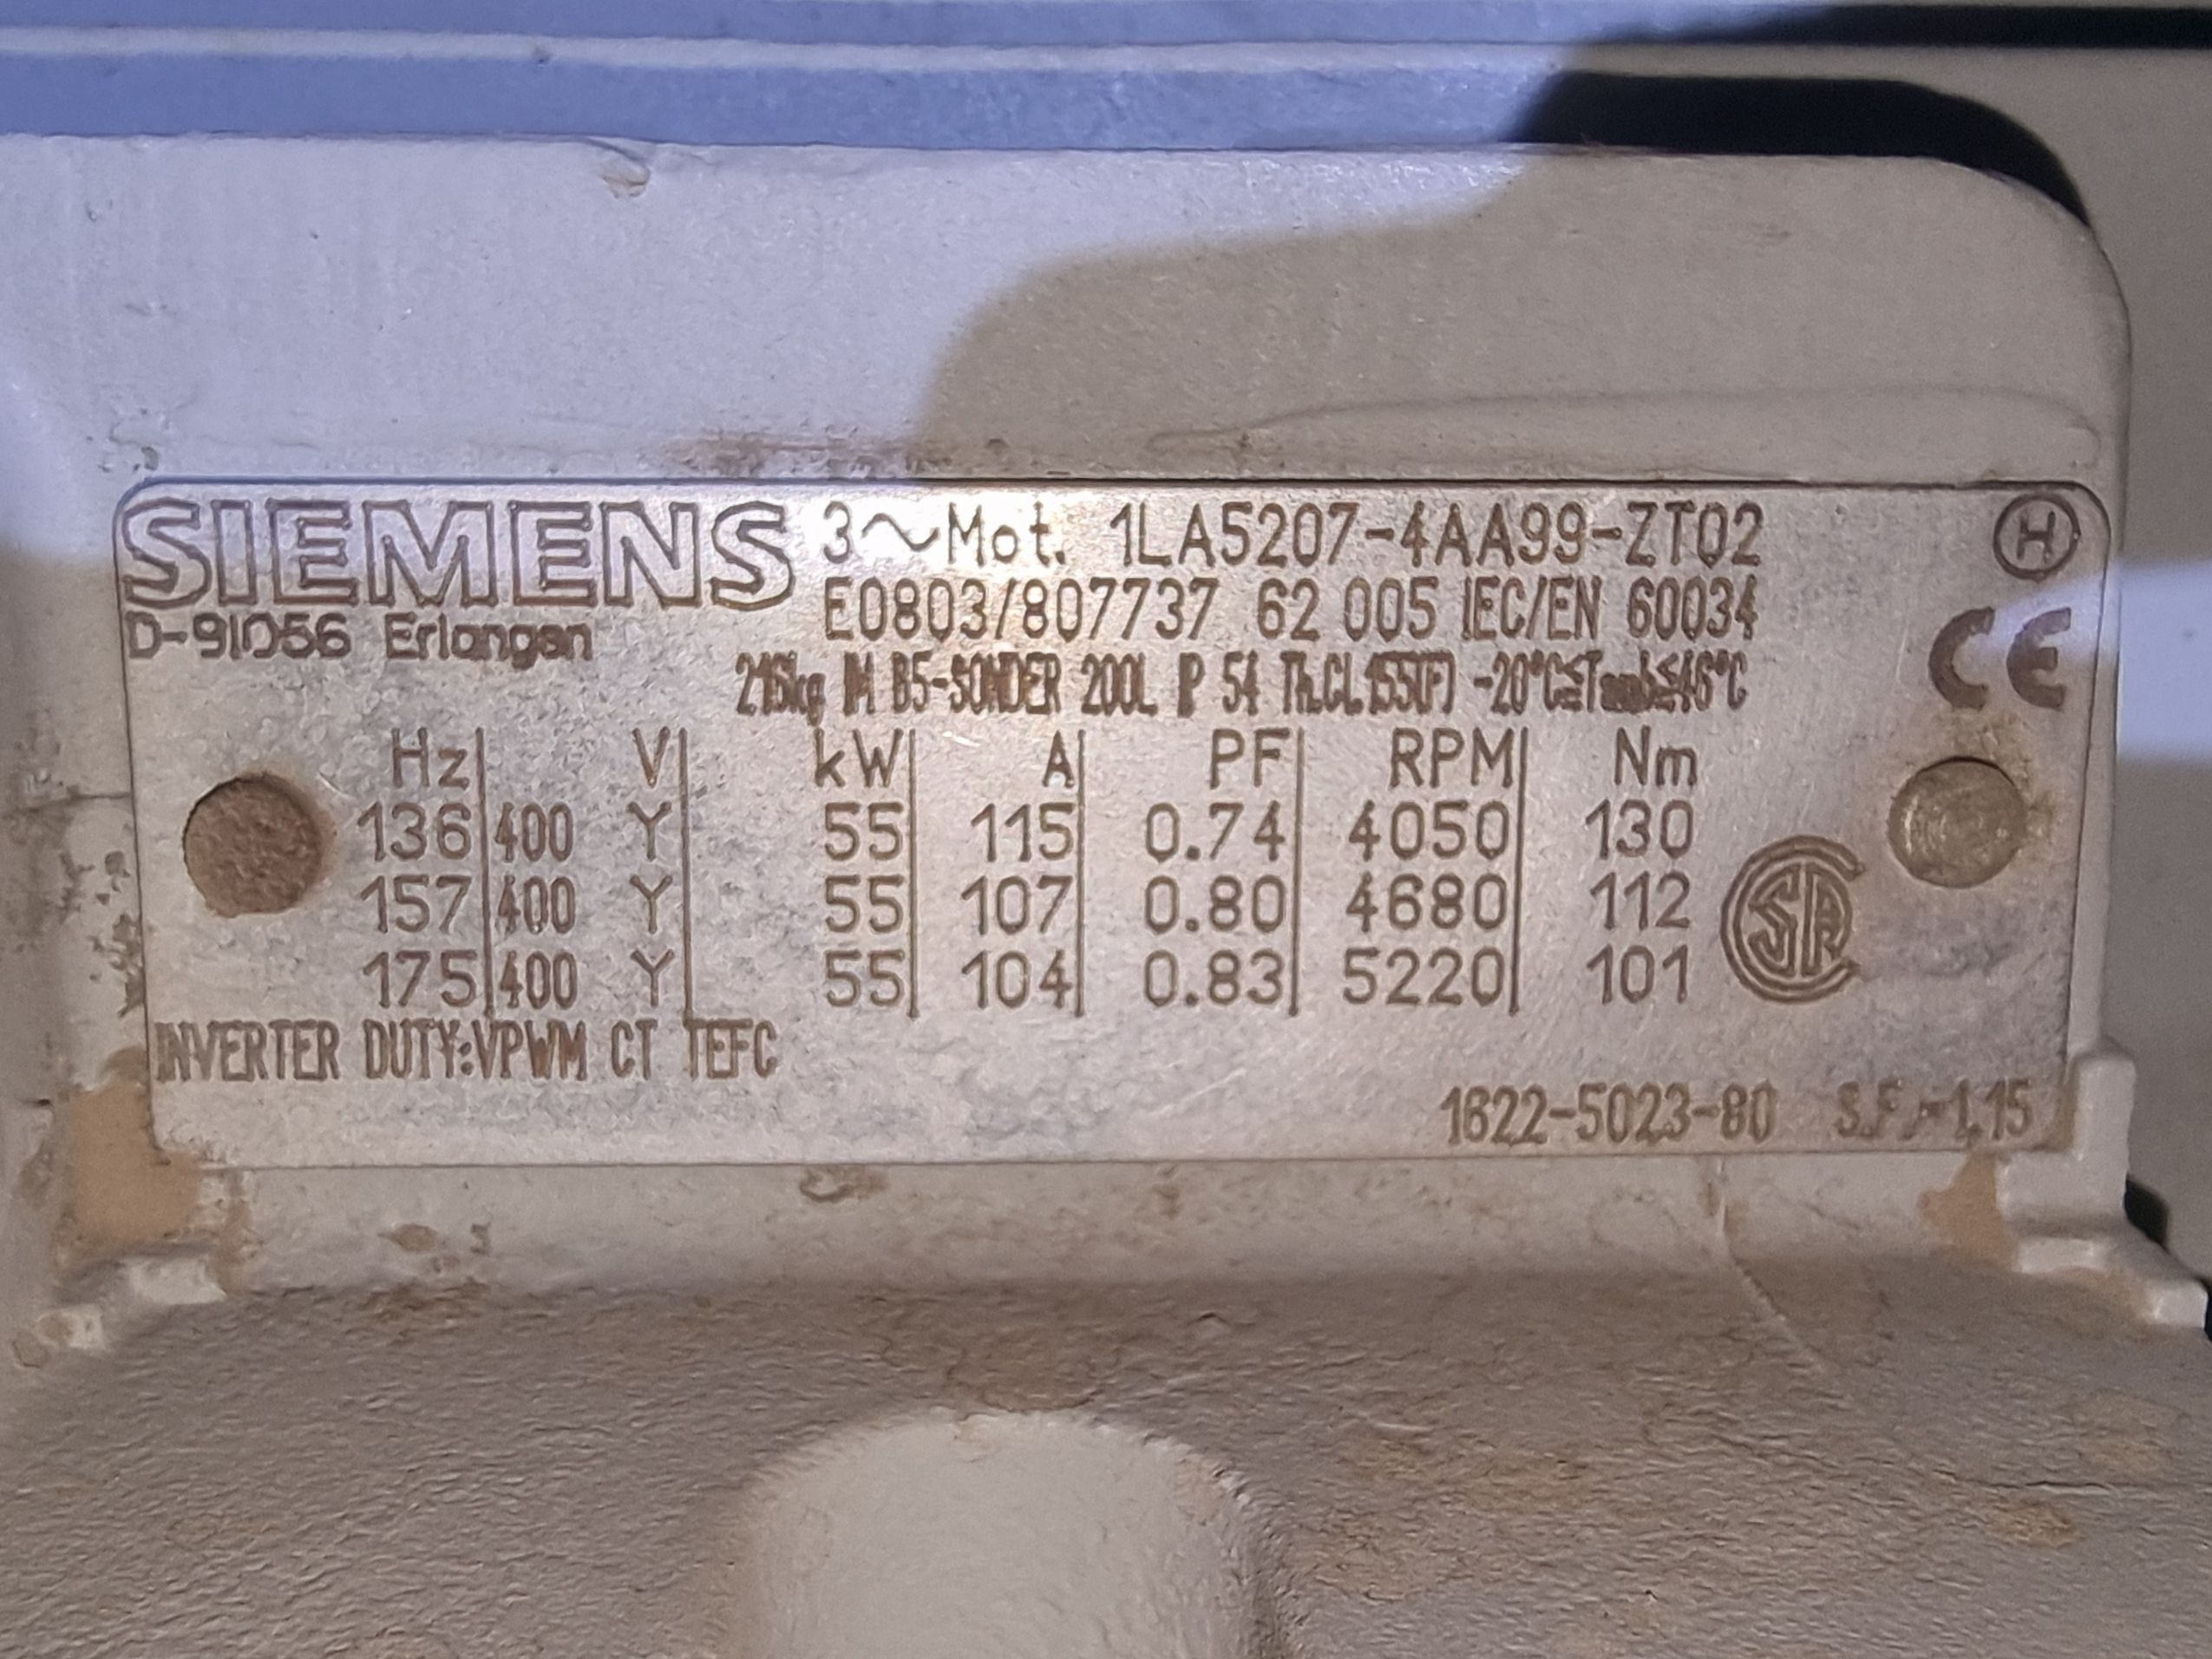 SIEMENS 3~Mot. 1LA5207-4AA99-ZT02 H
D-91056 Erlangen E0803/807737 62 005 IEC/EN 60034 CE
216kg IM B5-SONDER 200L IP 54 Th.Cl.155(F) -20°C≤Tamb≤46°C
Hz V kW A PF RPM Nm
136 400 Y 55 115 0.74 4050 130
157 400 Y 55 107 0.80 4680 112
175 400 Y 55 104 0.83 5220 101
SA
INVERTER DUTY:VPWM CT TEFC
1622-5023-80 S.F.-1,15